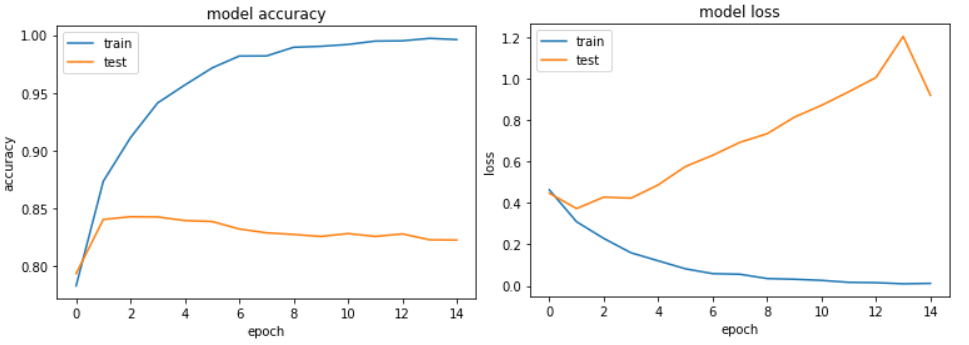 model accuracy
train
test
1.00
0.95
0.90
0.85
0.80
accuracy
0 2 4 6 8 10 12 14
epoch
model loss
train
test
1.2
1.0
0.8
0.6
0.4
0.2
0.0
loss
0 2 4 6 8 10 12 14
epoch